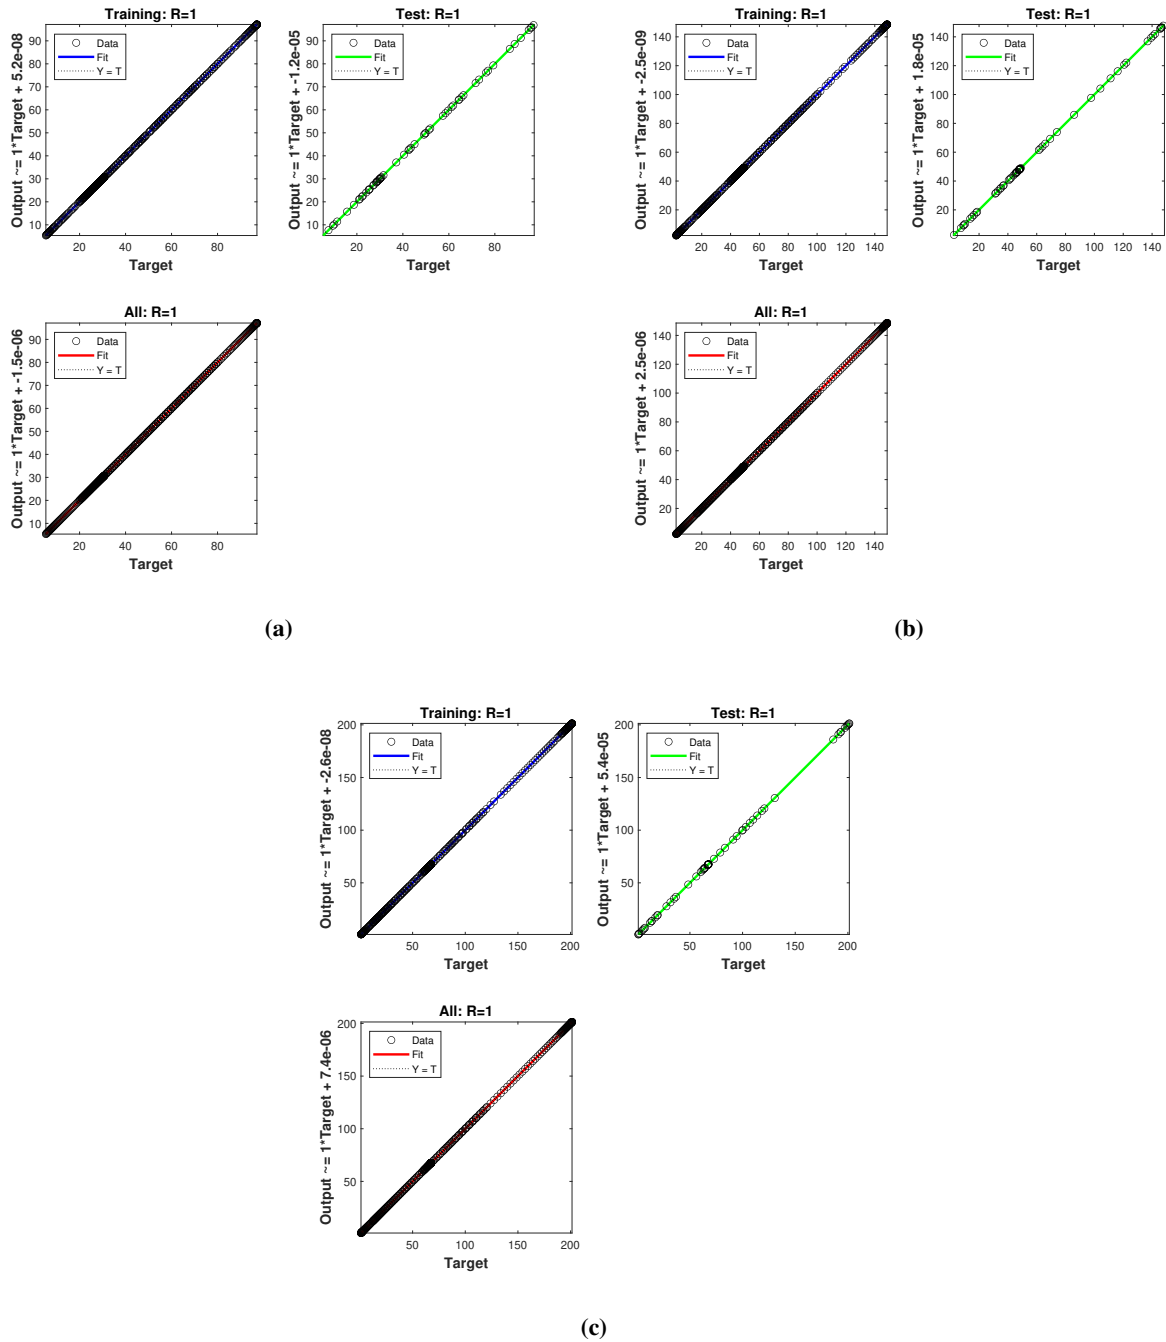 Training: R=1
Output ~= 1*Target + 5.2e-08
90
80
70
60
50
40
30
20
10
Data
Fit
Y = T
20 40 60 80
Target
Test: R=1
Output ~= 1*Target + -1.2e-05
90
80
70
60
50
40
30
20
10
Data
Fit
Y = T
20 40 60 80
Target
All: R=1
Output ~= 1*Target + -1.5e-06
90
80
70
60
50
40
30
20
10
Data
Fit
Y = T
20 40 60 80
Target
(a)
Training: R=1
Output ~= 1*Target + -2.5e-09
140
120
100
80
60
40
20
Data
Fit
Y = T
20 40 60 80 100 120 140
Target
Test: R=1
Output ~= 1*Target + 1.8e-05
140
120
100
80
60
40
20
Data
Fit
Y = T
20 40 60 80 100 120 140
Target
All: R=1
Output ~= 1*Target + 2.5e-06
140
120
100
80
60
40
20
Data
Fit
Y = T
20 40 60 80 100 120 140
Target
(b)
Training: R=1
Output ~= 1*Target + -2.6e-08
200
150
100
50
Data
Fit
Y = T
50 100 150 200
Target
Test: R=1
Output ~= 1*Target + 5.4e-05
200
150
100
50
Data
Fit
Y = T
50 100 150 200
Target
All: R=1
Output ~= 1*Target + 7.4e-06
200
150
100
50
Data
Fit
Y = T
50 100 150 200
Target
(c)